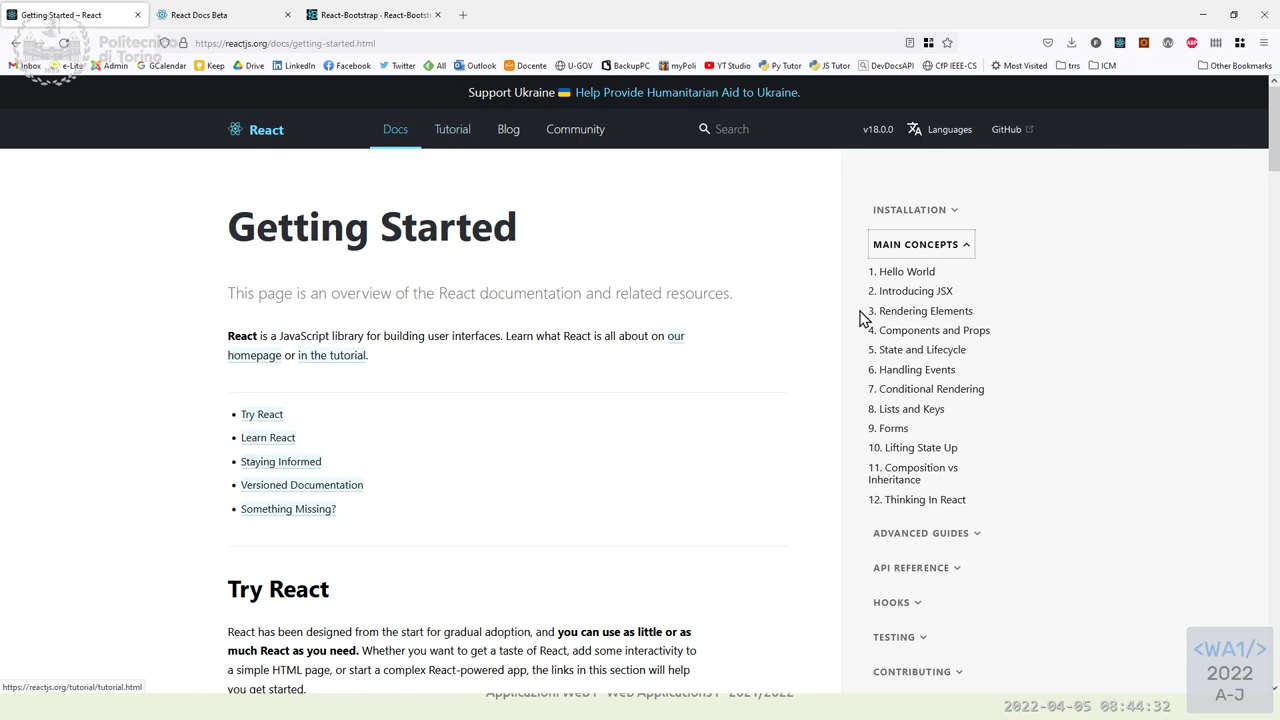 Getting Started – React
React Docs Beta
React-Bootstrap · React-Bootst
Politecnico
di Torino
https://reactjs.org/docs/getting-started.html
Inbox
e-Lite
Admin
GCalendar
Keep
Drive
LinkedIn
Facebook
Twitter
All
Outlook
Docente
U-GOV
BackupPC
myPoli
YT Studio
Py Tutor
JS Tutor
DevDocsAPI
CfP IEEE-CS
Most Visited
trrs
ICM
Other Bookmarks
Support Ukraine 🇺🇦 Help Provide Humanitarian Aid to Ukraine.
React
Docs
Tutorial
Blog
Community
Search
v18.0.0
Languages
GitHub
Getting Started
This page is an overview of the React documentation and related resources.
React is a JavaScript library for building user interfaces. Learn what React is all about on our
homepage or in the tutorial.
• Try React
• Learn React
• Staying Informed
• Versioned Documentation
• Something Missing?
Try React
React has been designed from the start for gradual adoption, and you can use as little or as
much React as you need. Whether you want to get a taste of React, add some interactivity to
a simple HTML page, or start a complex React-powered app, the links in this section will help
you get started.
INSTALLATION
MAIN CONCEPTS
1. Hello World
2. Introducing JSX
3. Rendering Elements
4. Components and Props
5. State and Lifecycle
6. Handling Events
7. Conditional Rendering
8. Lists and Keys
9. Forms
10. Lifting State Up
11. Composition vs
Inheritance
12. Thinking In React
ADVANCED GUIDES
API REFERENCE
HOOKS
TESTING
CONTRIBUTING
https://reactjs.org/tutorial/tutorial.html
Applicazioni Web I - Web Applications I - 2021/2022
<WA1/>
2022
A-J
2022-04-05 08:44:32